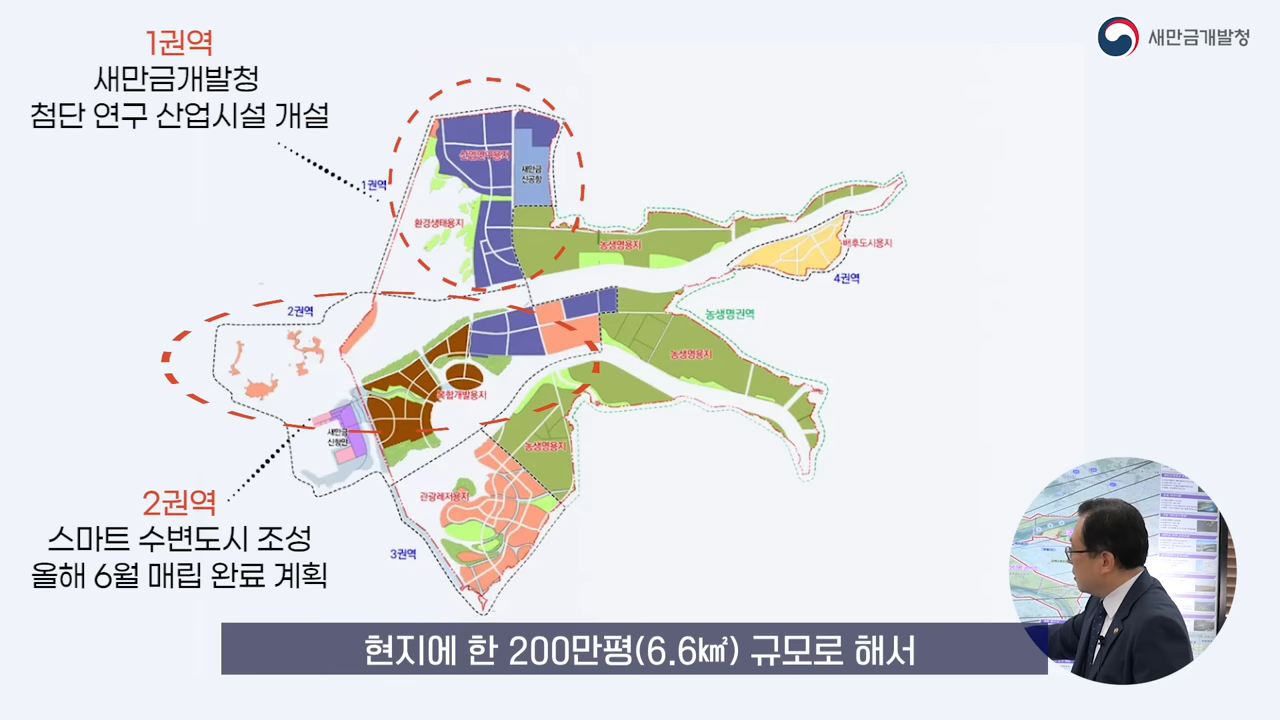 1권역
새만금개발청
첨단 연구 산업시설 개설
새만금개발청
산업연구용지
새만금
신공항
1권역
환경생태용지
농생명용지
배후도시용지
4권역
2권역
농생명권역
농생명용지
복합개발용지
새만금
신항만
농생명용지
관광레저용지
3권역
2권역
스마트 수변도시 조성
올해 6월 매립 완료 계획
현지에 한 200만평(6.6㎢) 규모로 해서